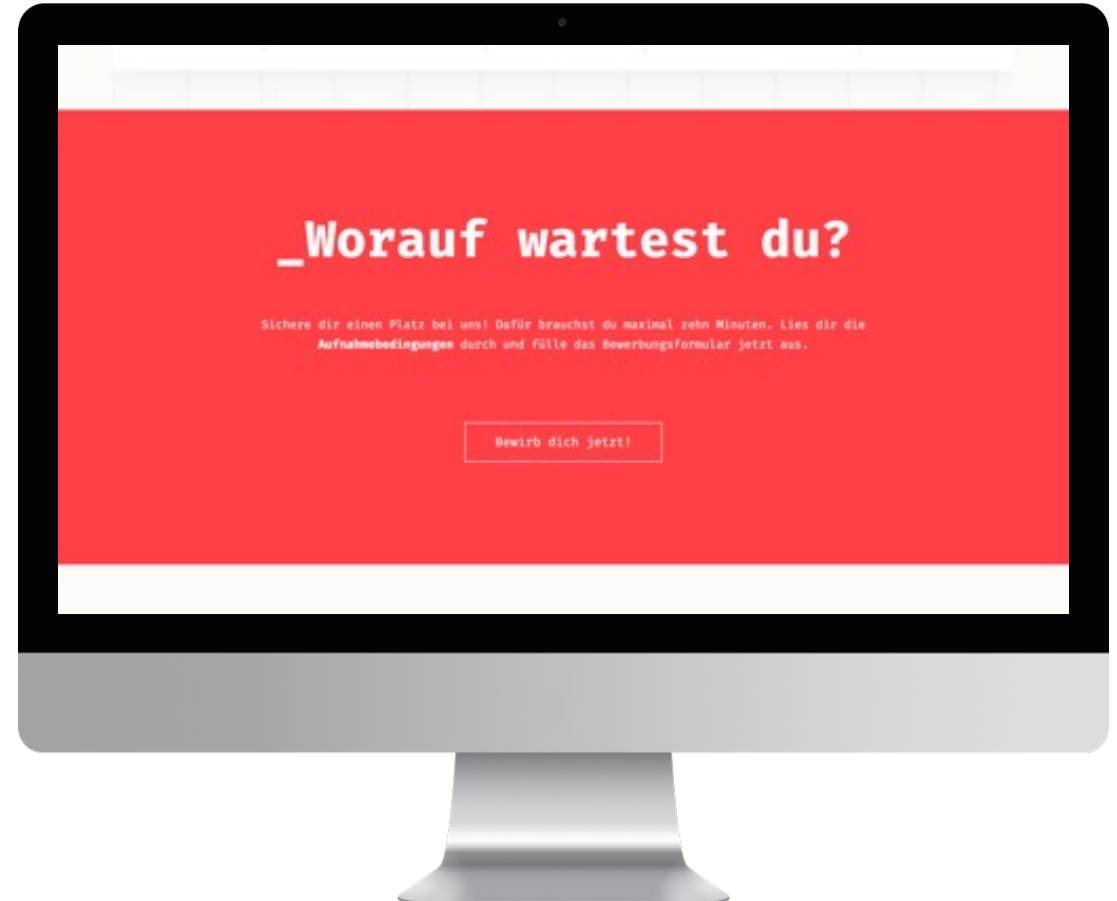 _Worauf wartest du?
Sichere dir einen Platz bei uns! Dafür brauchst du maximal zehn Minuten. Lies dir die
Aufnahmebedingungen durch und fülle das Bewerbungsformular jetzt aus.
Bewirb dich jetzt!